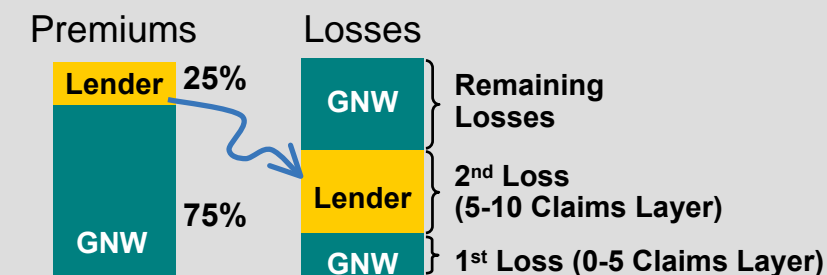 Premiums
Lender 25%
75%
GNW
Losses
GNW
Remaining
Losses
Lender
2nd Loss
(5-10 Claims Layer)
GNW
1st Loss (0-5 Claims Layer)